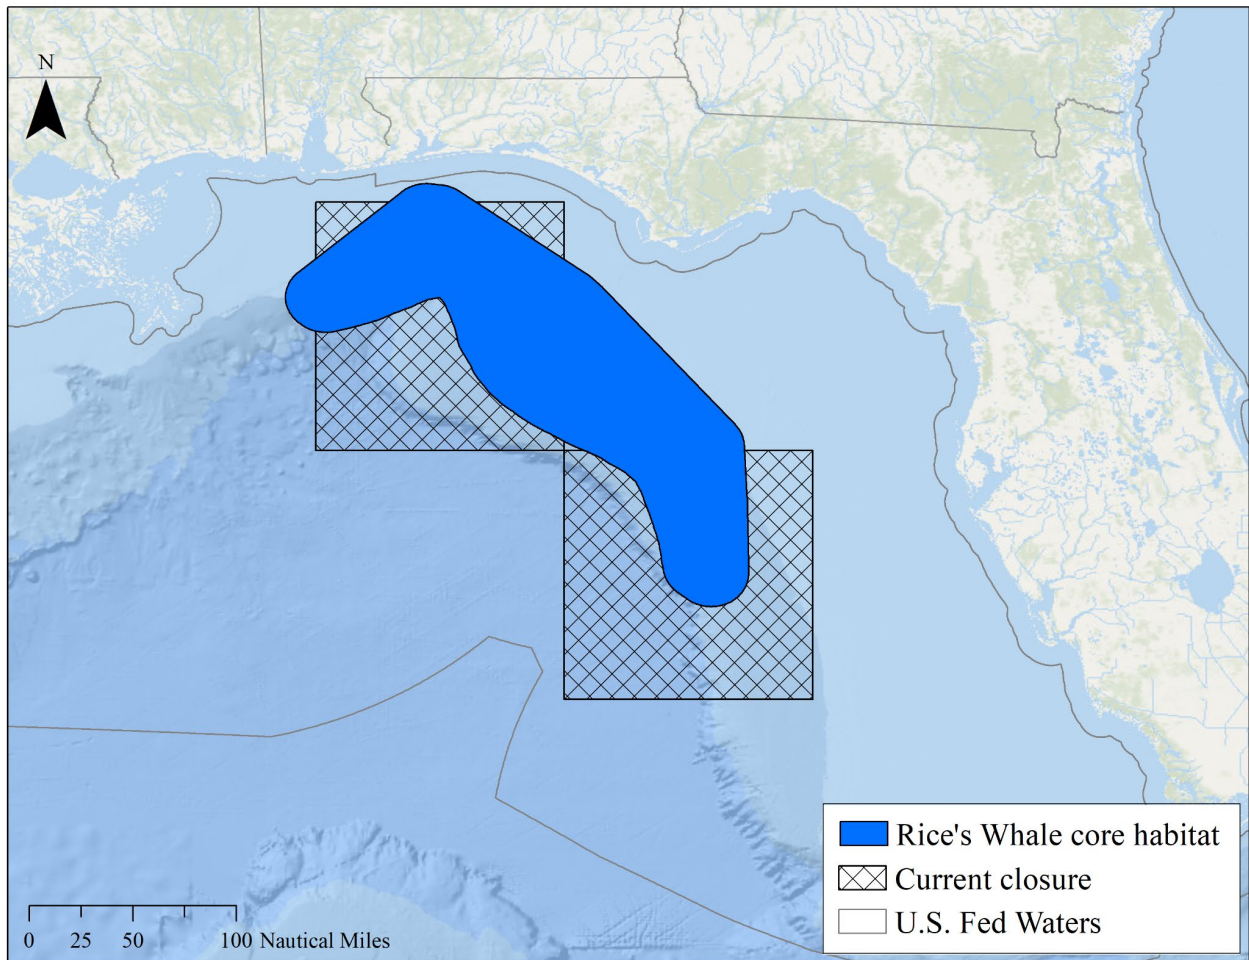 N
Rice's Whale core habitat
Current closure
U.S. Fed Waters
0 25 50 100 Nautical Miles